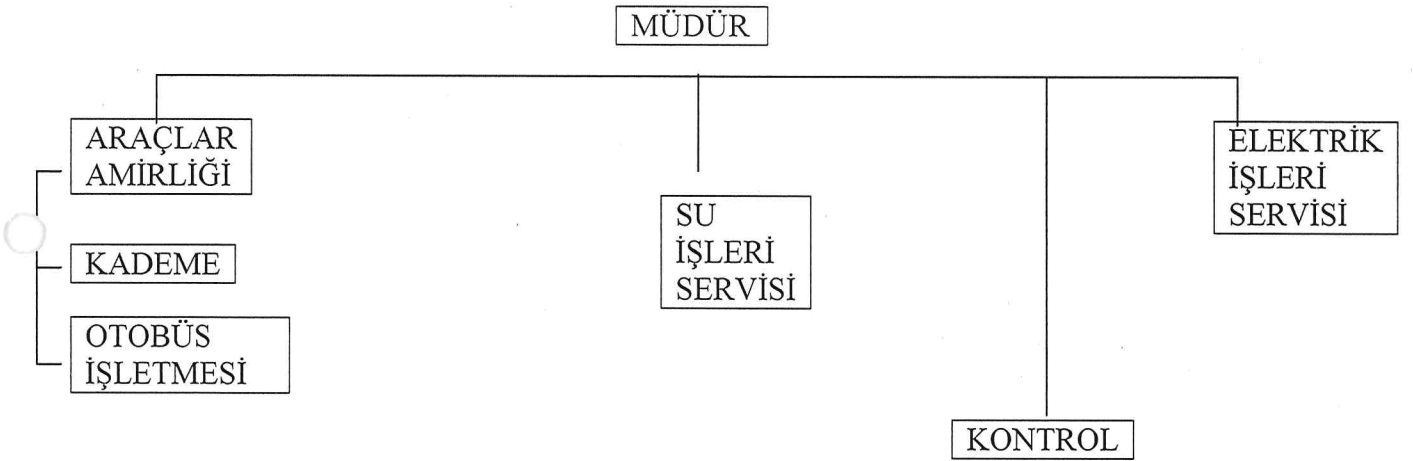 MÜDÜR
ARAÇLAR
AMİRLİĞİ
KADEME
OTOBÜS
İŞLETMESİ
SU
İŞLERİ
SERVİSİ
KONTROL
ELEKTRİK
İŞLERİ
SERVİSİ